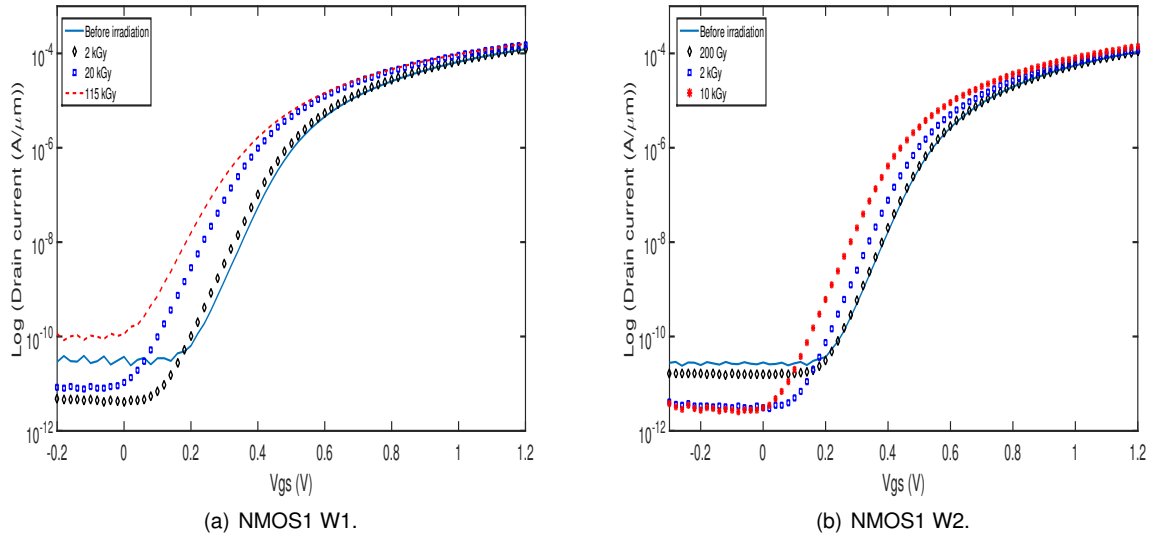 Before irradiation
2 kGy
20 kGy
115 kGy
10^-4
10^-6
10^-8
10^-10
10^-12
Log (Drain current (A/μm))
-0.2 0 0.2 0.4 0.6 0.8 1 1.2
Vgs (V)
(a) NMOS1 W1.
Before irradiation
200 Gy
2 kGy
10 kGy
10^-4
10^-6
10^-8
10^-10
10^-12
Log (Drain current (A/μm))
-0.2 0 0.2 0.4 0.6 0.8 1 1.2
Vgs (V)
(b) NMOS1 W2.